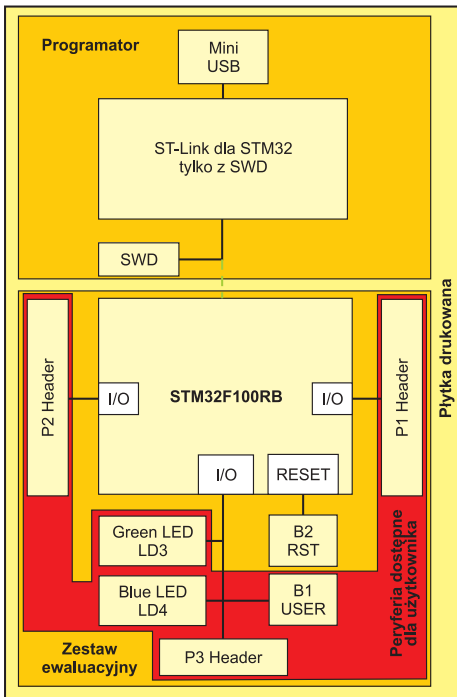 Programator
Mini
USB
ST-Link dla STM32
tylko z SWD
SWD
Płytka drukowana
P2 Header
I/O
STM32F100RB
I/O
P1 Header
I/O
RESET
Green LED
LD3
B2
RST
Blue LED
LD4
B1
USER
Peryferia dostępne
dla użytkownika
Zestaw
ewaluacyjny
P3 Header